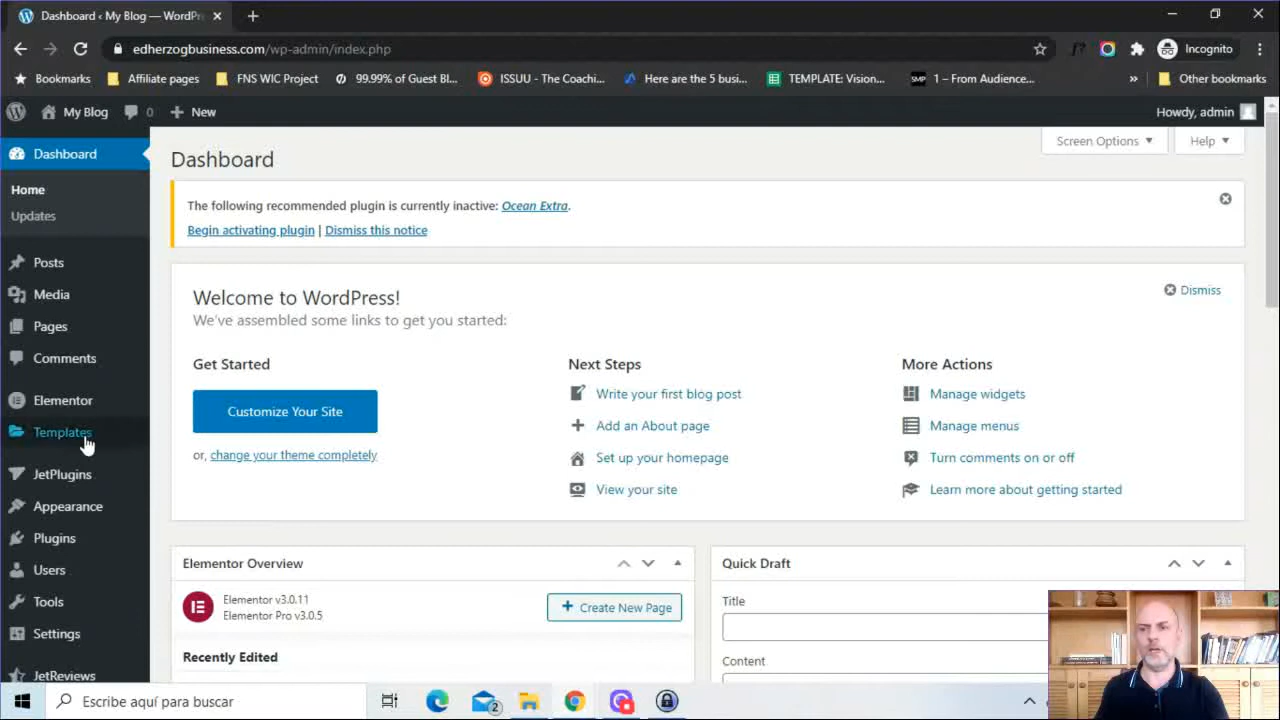 Dashboard ‹ My Blog — WordPr
edherzogbusiness.com/wp-admin/index.php
Incognito
Bookmarks
Affiliate pages
FNS WIC Project
99.99% of Guest Bl...
ISSUU - The Coachi...
Here are the 5 busi...
TEMPLATE: Vision...
1 – From Audience...
»
Other bookmarks
My Blog
0
New
Howdy, admin
Dashboard
Home
Updates
Posts
Media
Pages
Comments
Elementor
Templates
JetPlugins
Appearance
Plugins
Users
Tools
Settings
JetReviews
Screen Options
Help
Dashboard
The following recommended plugin is currently inactive: Ocean Extra.
Begin activating plugin | Dismiss this notice
Welcome to WordPress!
Dismiss
We've assembled some links to get you started:
Get Started
Customize Your Site
or, change your theme completely
Next Steps
Write your first blog post
Add an About page
Set up your homepage
View your site
More Actions
Manage widgets
Manage menus
Turn comments on or off
Learn more about getting started
Elementor Overview
Elementor v3.0.11
Elementor Pro v3.0.5
Create New Page
Recently Edited
Quick Draft
Title
Content
Escribe aquí para buscar
2